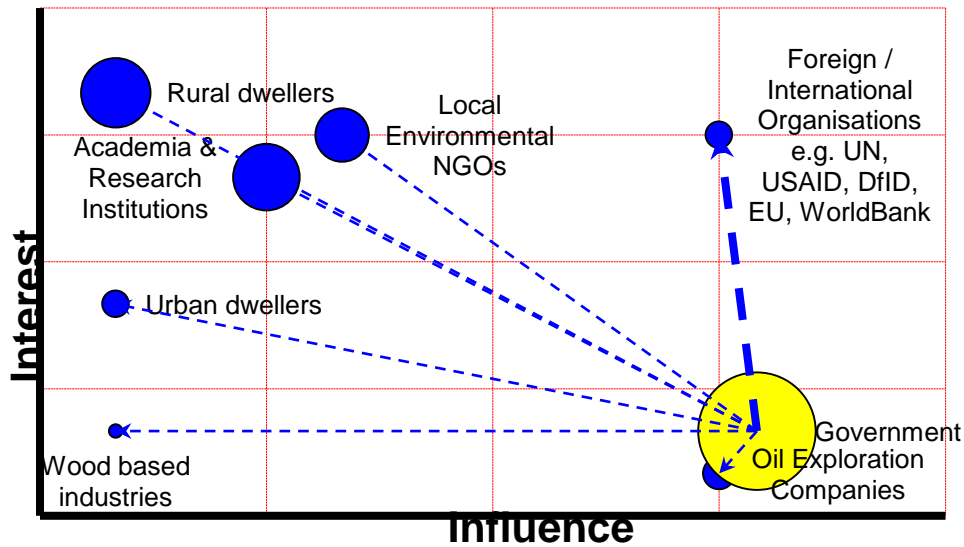 Rural dwellers
Academia &
Research
Institutions
Local
Environmental
NGOs
Foreign /
International
Organisations
e.g. UN,
USAID, DfID,
EU, WorldBank
Interest
Urban dwellers
Government
Oil Exploration
Companies
Wood based
industries
Influence